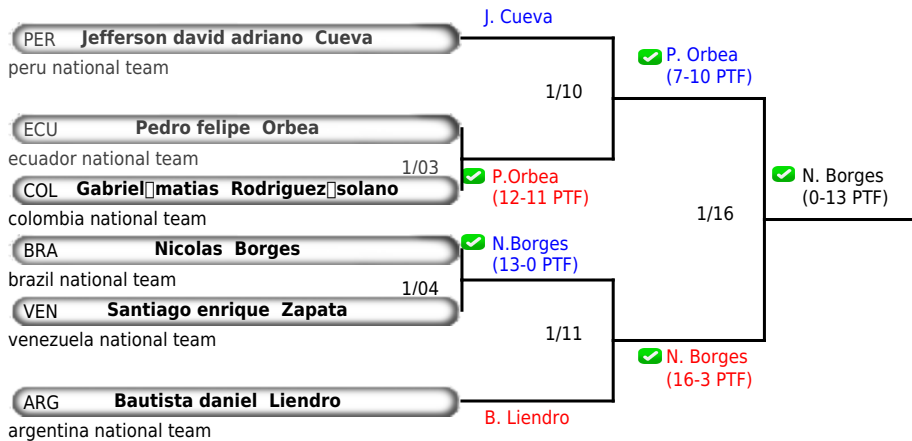 J. Cueva
PER Jefferson david adriano Cueva
peru national team
P. Orbea
(7-10 PTF)
1/10
ECU Pedro felipe Orbea
ecuador national team
1/03
P.Orbea
(12-11 PTF)
COL Gabriel▯matias Rodriguez▯solano
colombia national team
N. Borges
(0-13 PTF)
1/16
BRA Nicolas Borges
brazil national team
N.Borges
(13-0 PTF)
1/04
VEN Santiago enrique Zapata
venezuela national team
1/11
N. Borges
(16-3 PTF)
ARG Bautista daniel Liendro
argentina national team
B. Liendro